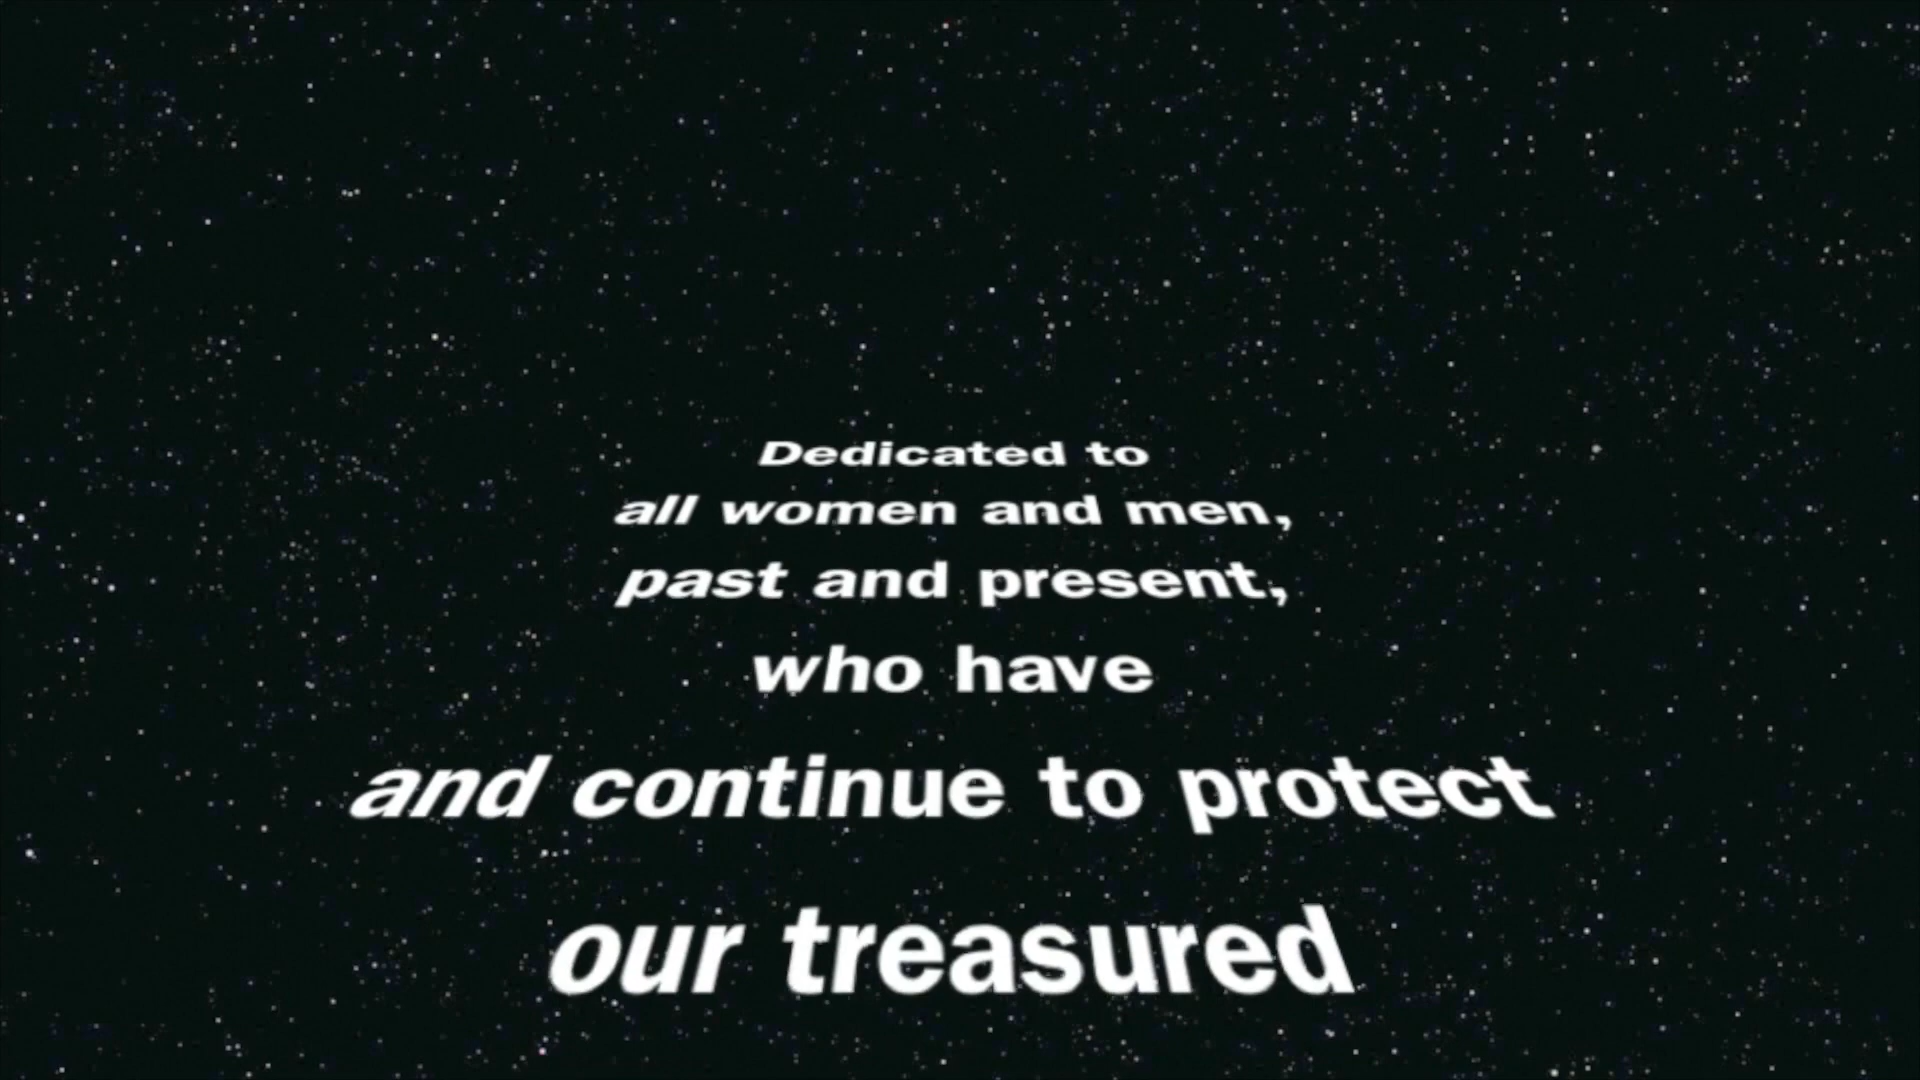 Dedicated to
all women and men,
past and present,
who have
and continue to protect
our treasured